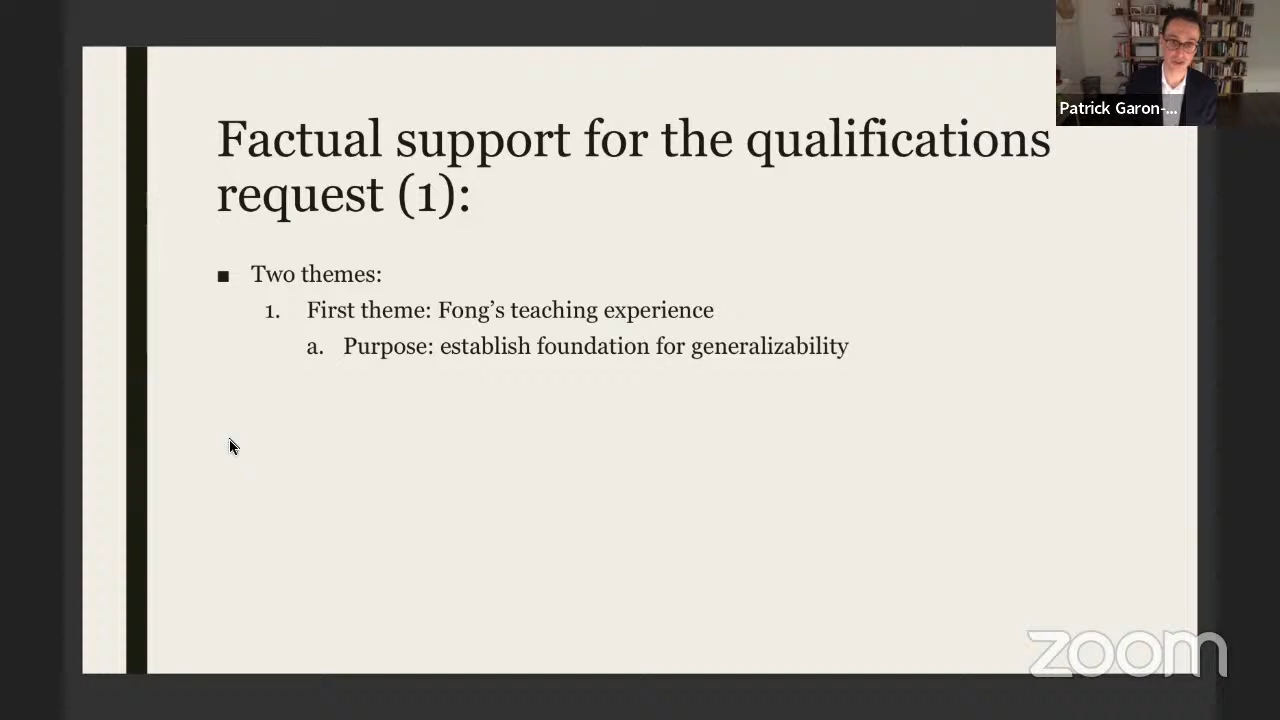 Patrick Garon-...
Factual support for the qualifications
request (1):
■ Two themes:
1. First theme: Fong’s teaching experience
a. Purpose: establish foundation for generalizability
zoom